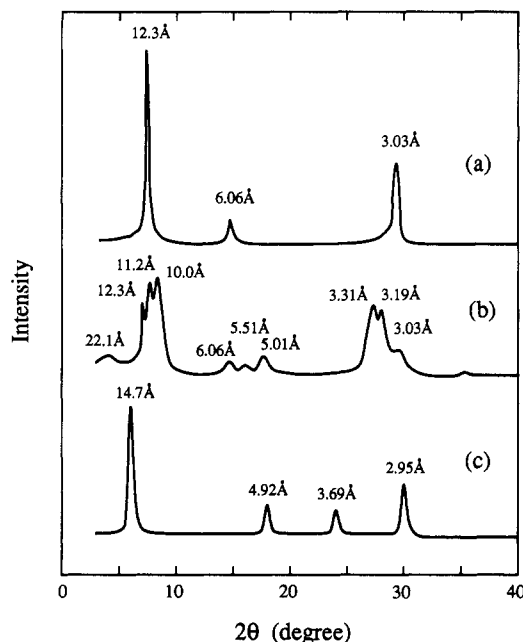 12.3Å
3.03Å
(a)
6.06Å
11.2Å
10.0Å
12.3Å
3.31Å
3.19Å
(b)
22.1Å
5.51Å
3.03Å
6.06Å
5.01Å
14.7Å
(c)
4.92Å
3.69Å
2.95Å
Intensity
0
10
20
30
40
2θ (degree)